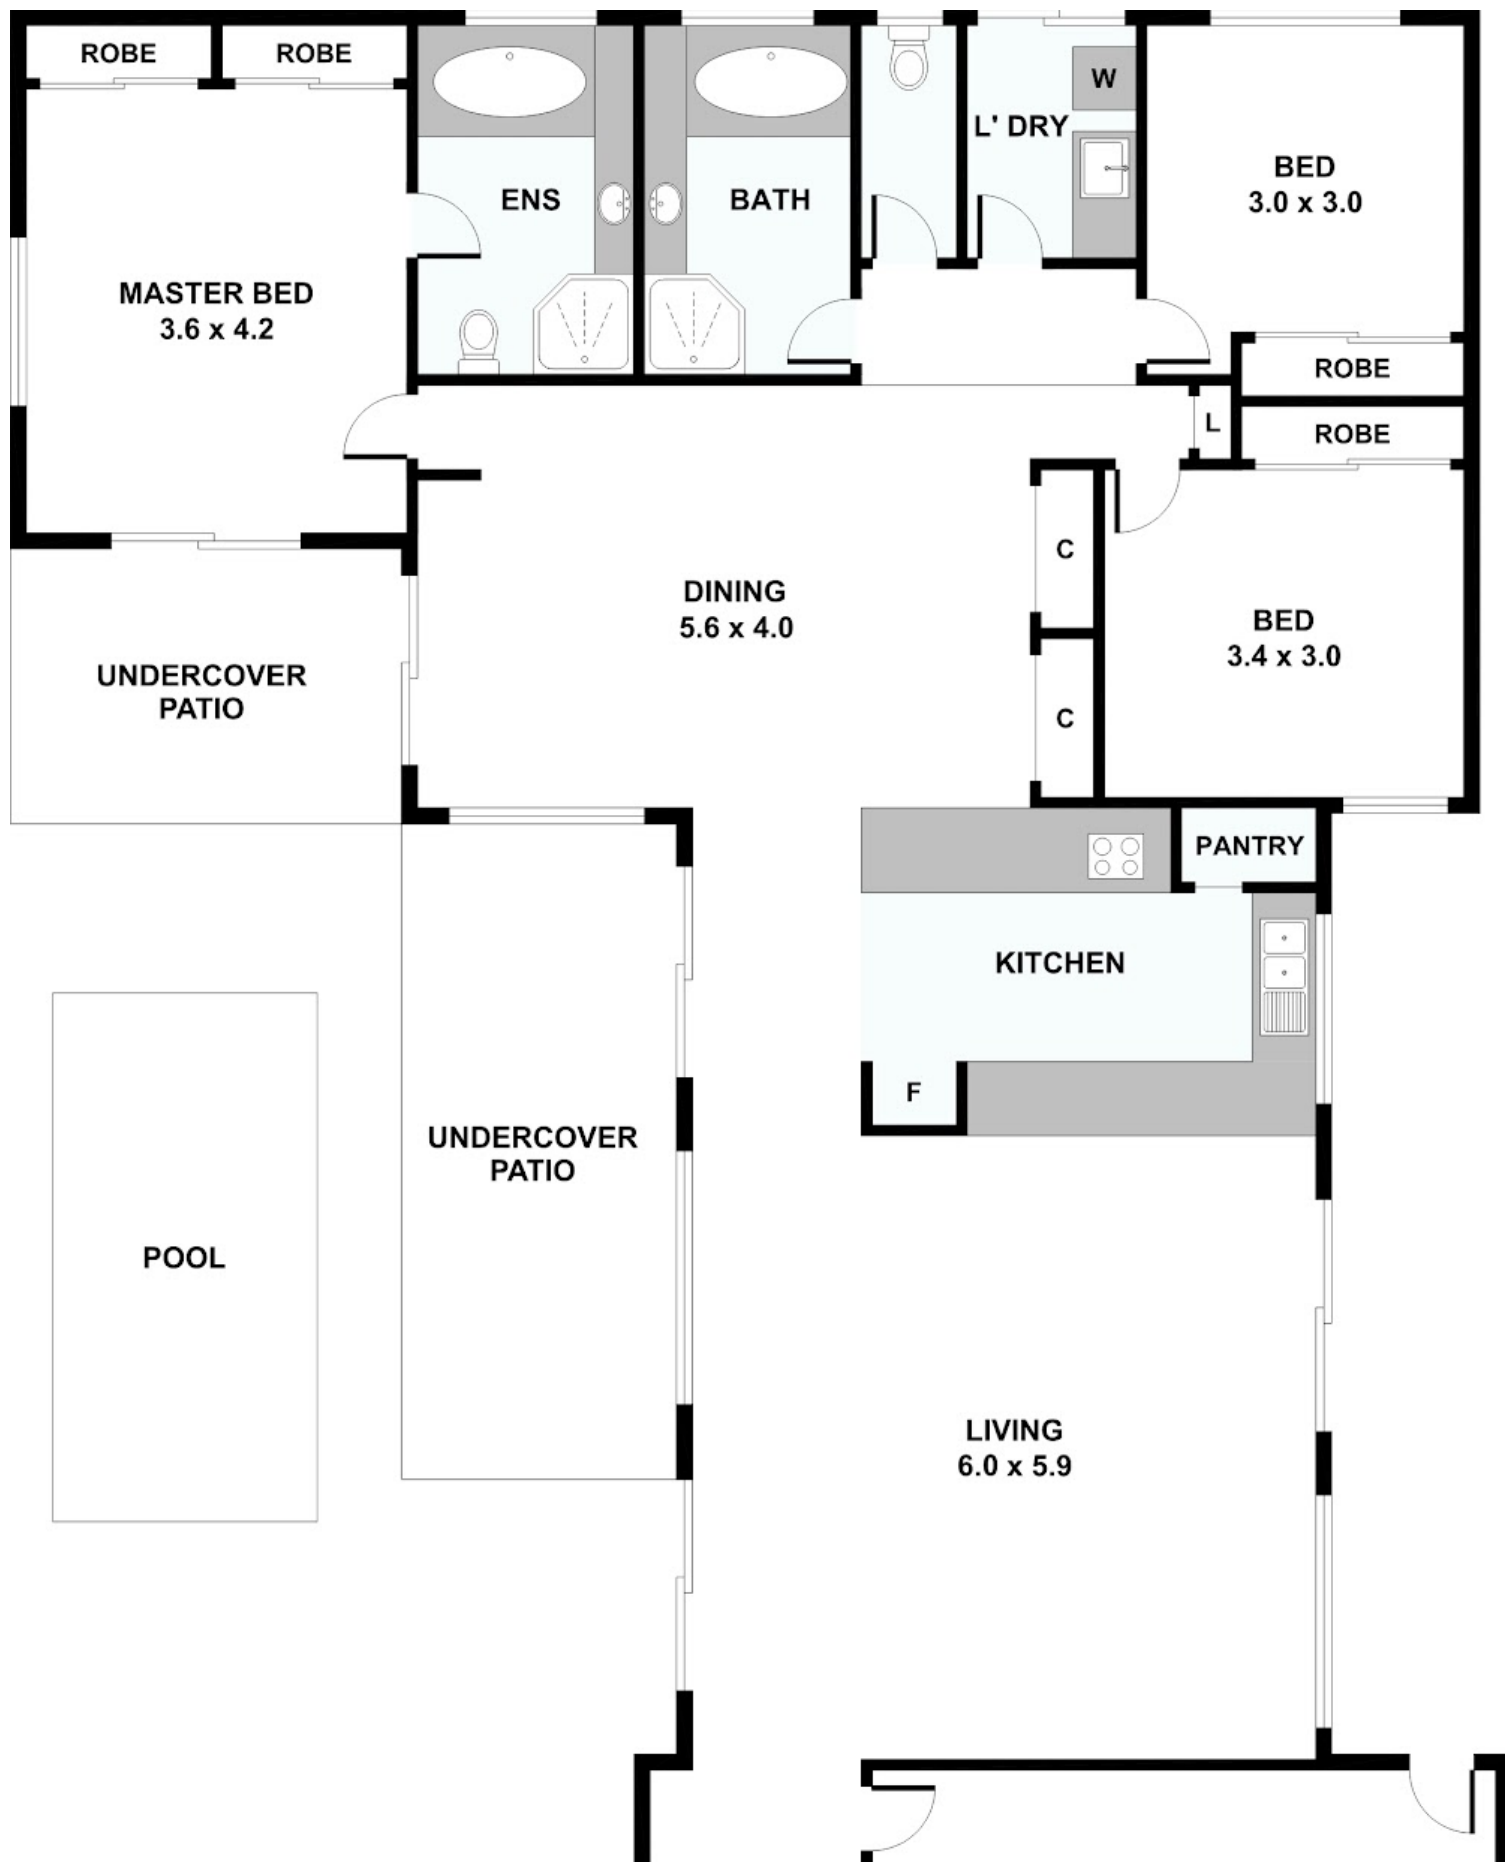 ROBE
ROBE
W
L' DRY
BED
3.0 x 3.0
ENS
BATH
MASTER BED
3.6 x 4.2
ROBE
L
ROBE
C
DINING
5.6 x 4.0
BED
3.4 x 3.0
UNDERCOVER
PATIO
C
PANTRY
KITCHEN
F
UNDERCOVER
PATIO
POOL
LIVING
6.0 x 5.9